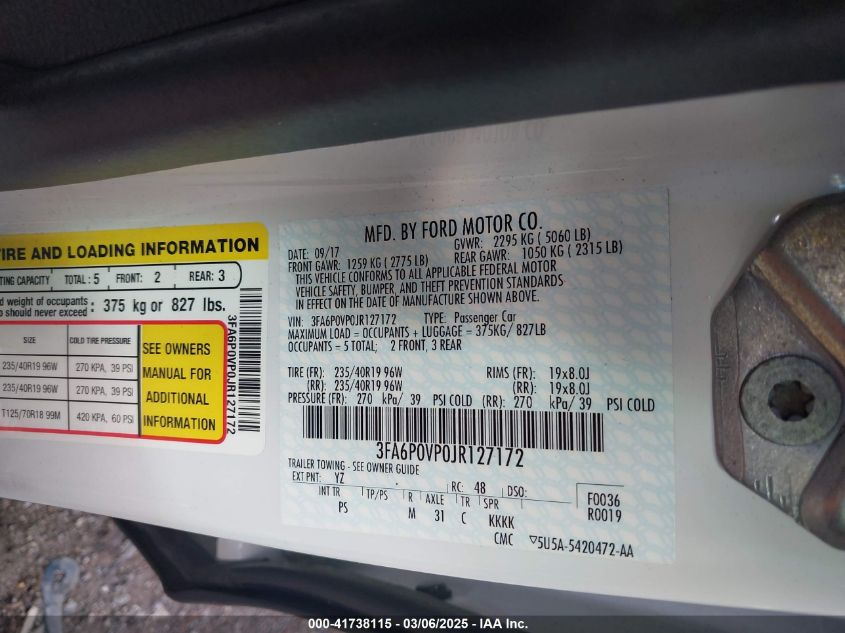 TIRE AND LOADING INFORMATION
TING CAPACITY TOTAL : 5 FRONT: 2 REAR: 3
d weight of occupants : 375 kg or 827 lbs.
should never exceed
SIZE COLD TIRE PRESSURE
235/40R19 96W 270 KPA, 39 PSI
235/40R19 96W 270 KPA, 39 PSI
T125/70R18 99M 420 KPA, 60 PSI
SEE OWNERS
MANUAL FOR
ADDITIONAL
INFORMATION
3FA6P0VP0JR127172
MFD. BY FORD MOTOR CO.
DATE: 09/17 GVWR: 2295 KG ( 5060 LB)
FRONT GAWR: 1259 KG ( 2775 LB) REAR GAWR: 1050 KG ( 2315 LB)
THIS VEHICLE CONFORMS TO ALL APPLICABLE FEDERAL MOTOR
VEHICLE SAFETY, BUMPER, AND THEFT PREVENTION STANDARDS
IN EFFECT ON THE DATE OF MANUFACTURE SHOWN ABOVE.
VIN: 3FA6P0VP0JR127172 TYPE: Passenger Car
MAXIMUM LOAD = OCCUPANTS + LUGGAGE = 375KG/ 827LB
OCCUPANTS = 5 TOTAL; 2 FRONT, 3 REAR
TIRE (FR): 235/40R19 96W RIMS (FR): 19x8.0J
(RR): 235/40R19 96W (RR): 19x8.0J
PRESSURE (FR): 270 kPa/ 39 PSI COLD (RR): 270 kPa/ 39 PSI COLD
3FA6P0VP0JR127172
TRAILER TOWING - SEE OWNER GUIDE
EXT PNT: YZ RC: 48 DSO: F0036
INT TR TP/PS R AXLE TR SPR R0019
PS M 31 C KKKK
CMC ▽5U5A-5420472-AA
000-41738115 - 03/06/2025 - IAA Inc.